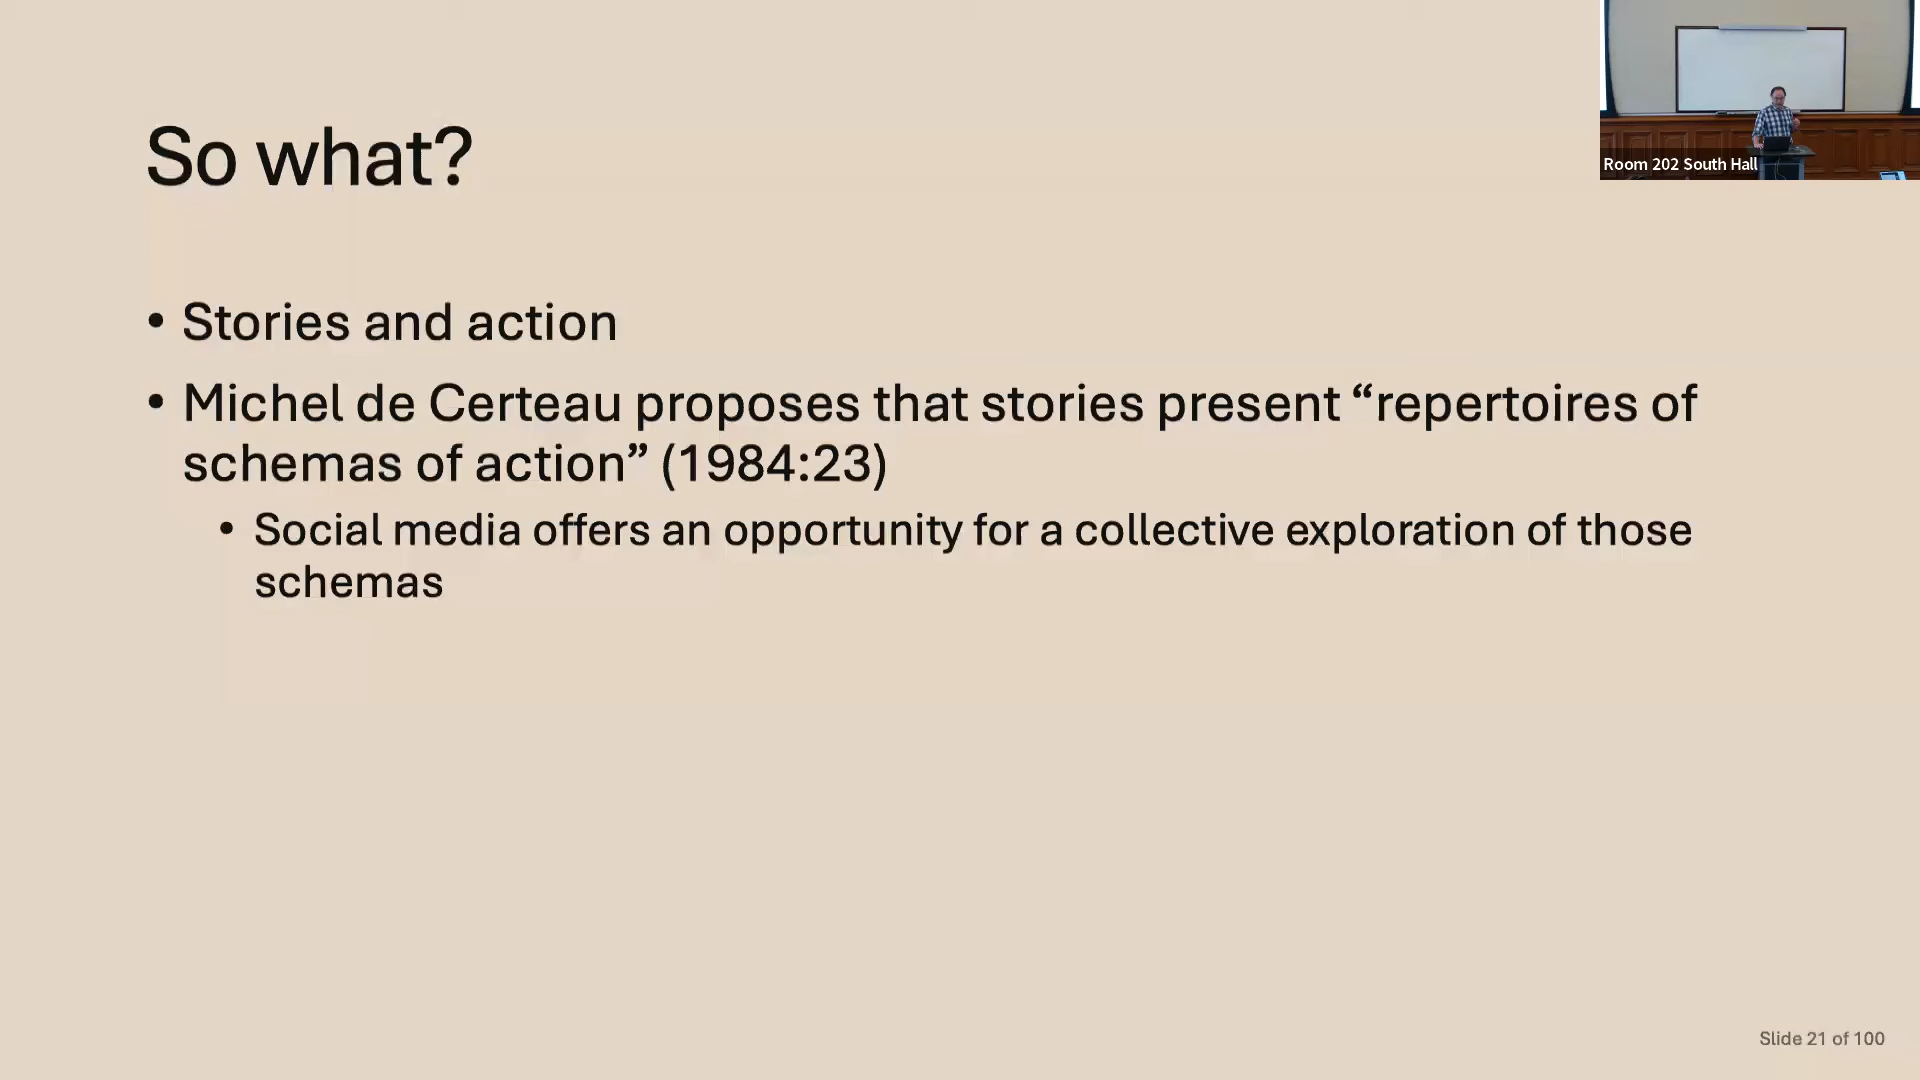 So what?
Room 202 South Hall
• Stories and action
• Michel de Certeau proposes that stories present “repertoires of
schemas of action” (1984:23)
• Social media offers an opportunity for a collective exploration of those
schemas
Slide 21 of 100